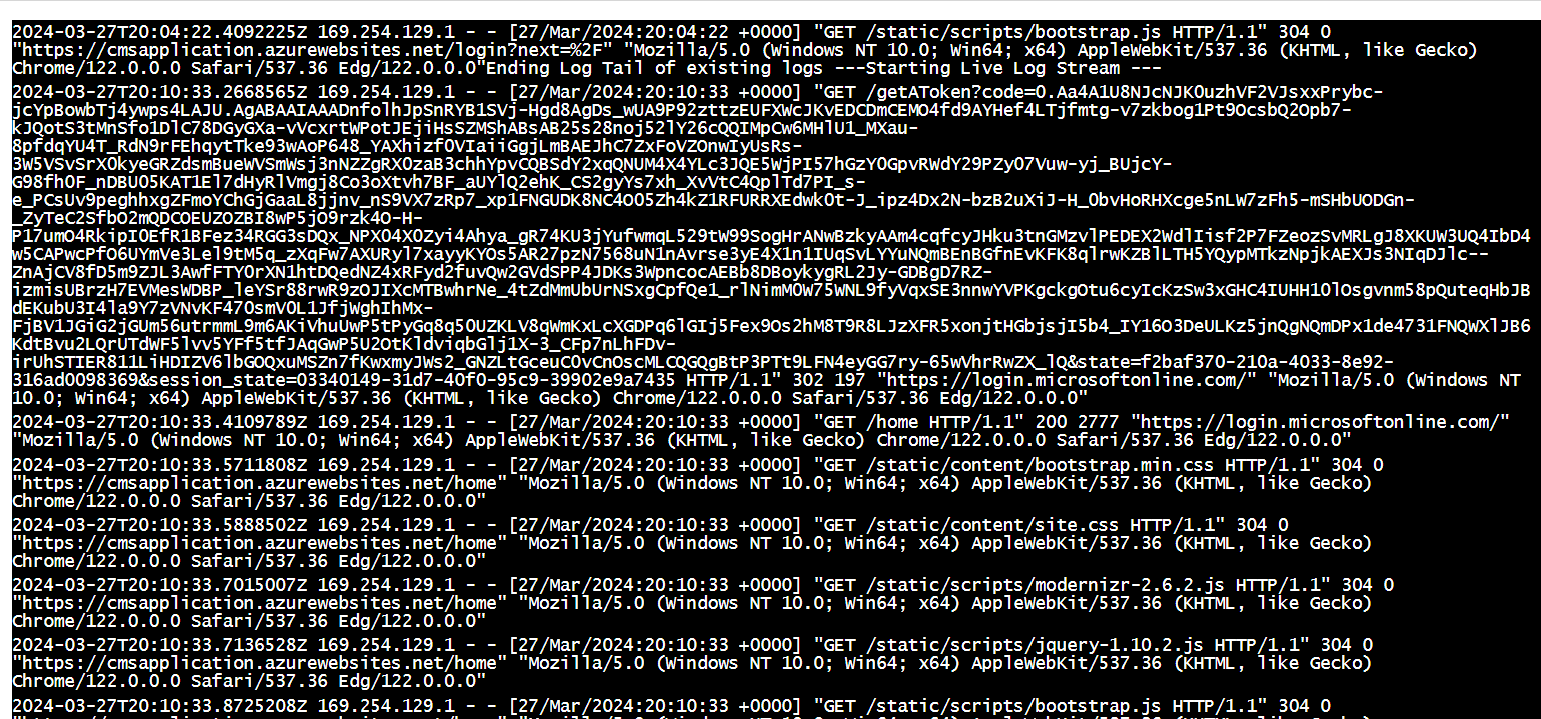 2024-03-27T20:04:22.4092225Z 169.254.129.1 - - [27/Mar/2024:20:04:22 +0000] "GET /static/scripts/bootstrap.js HTTP/1.1" 304 0
"https://cmsapplication.azurewebsites.net/login?next=%2F" "Mozilla/5.0 (Windows NT 10.0; Win64; x64) AppleWebKit/537.36 (KHTML, like Gecko)
Chrome/122.0.0.0 Safari/537.36 Edg/122.0.0.0"Ending Log Tail of existing logs ---Starting Live Log Stream ---
2024-03-27T20:10:33.2668565Z 169.254.129.1 - - [27/Mar/2024:20:10:33 +0000] "GET /getAToken?code=0.Aa4A1U8NJcNJK0uzhVF2VJsxxPrybc-
jcYpBowbTj4ywps4LAJU.AgABAAIAAADnfolhJpSnRYB1SVj-Hgd8AgDs_wUA9P92zttzEUFXWcJKvEDCDmCEMO4fd9AYHef4LTjfmtg-v7zkbog1Pt9OcsbQ2Opb7-
kJQotS3tMnSfo1DlC78DGyGXa-vVcxrtWPotJEjiHsSZMShABsAB25s28noj52lY26cQQIMpCw6MHlU1_MXau-
8pfdqYU4T_RdN9rFEhqytTke93wAoP648_YAXhizfOVIaiiGgjLmBAEJhC7ZxFoVZOnwIyUsRs-
3W5VSvSrXOkyeGRZdsmBueWVSmWsj3nNZZgRX0zaB3chhYpvCQBSdY2xqQNUM4X4YLc3JQE5WjPI57hGzY0GpvRWdY29PZy07Vuw-yj_BUjcY-
G98fh0F_nDBU05KAT1El7dHyRlVmgj8Co3oXtvh7BF_aUYlQ2ehK_CS2gyYs7xh_XvVtC4QplTd7PI_s-
e_PCsUv9peghhxgZFmoYChGjGaaL8jjnv_nS9VX7zRp7_xp1FNGUDK8NC4O05Zh4kZ1RFURRXEdwk0t-J_ipz4Dx2N-bzB2uXiJ-H_ObvHoRHXcge5nLW7zFh5-mSHbUODGn-
_ZyTeC2SfbO2mQDCOEUZOZBI8wP5jO9rzk4O-H-
P17umO4RkipI0EfR1BFez34RGG3sDQx_NPXO4XOZyi4Ahya_gR74KU3jYufwmqL529tW99SogHrANwBzkyAAm4cqfcyJHku3tnGMzvlPEDEX2WdlIisf2P7FZeozSvMRLgJ8XKUW3UQ4IbD4
w5CAPwcPfO6UYmVe3Lel9tM5q_zXqFw7AXURyl7xayyKYOs5AR27pzN7568uN1nAvrse3yE4X1n1IUqSvLYYuNQmBEnBGfnEvKFK8qlrwKZBlLTH5YQypMTkzNpjkAEXJs3NIqDJlc--
ZnAjCV8fD5m9ZJL3AwfFTY0rXN1htDQedNZ4xRFyd2fuvQw2GVdSPP4JDKs3WpncocAEBb8DBoykygRL2Jy-GDBgD7RZ-
izmisUBrzH7EVMesWDBP_leYSr88rwR9zOJIXcMTBwhrNe_4tZdMmUbUrNSxgCpfQe1_rlNimMOW75WNL9fyVqxSE3nnwYVPKgckgOtu6cyIcKzSw3xGHC4IUHH1OlOsgvnm58pQuteqHbJB
dEKubU3I4la9Y7zVNvKF47OsmVOL1JfjWghIhMx-
FjBV1JGiG2jGUm56utrmmL9m6AKiVhuUwP5tPyGq8q50UZKLV8qWmKxLcXGDPq6lGIj5Fex9Os2hM8T9R8LJzXFR5xonjtHGbjsjI5b4_IY16O3DeULKz5jnQgNQmDPx1de4731FNQWXlJB6
KdtBvu2LQrUTdWF5lvv5YFf5tfJAqGwP5U2OtKldviqbGlj1X-3_CFp7nLhFDv-
irUhSTIER811LiHDIZV6lbGOQxuMSZn7fKwxmyJWs2_GNZLtGceuCOvCnOscMLCQGQgBtP3PTt9LFN4eyGG7ry-65wVhrRwZX_lQ&state=f2baf370-210a-4033-8e92-
316ad0098369&session_state=03340149-31d7-40f0-95c9-39902e9a7435 HTTP/1.1" 302 197 "https://login.microsoftonline.com/" "Mozilla/5.0 (Windows NT
10.0; Win64; x64) AppleWebKit/537.36 (KHTML, like Gecko) Chrome/122.0.0.0 Safari/537.36 Edg/122.0.0.0"
2024-03-27T20:10:33.4109789Z 169.254.129.1 - - [27/Mar/2024:20:10:33 +0000] "GET /home HTTP/1.1" 200 2777 "https://login.microsoftonline.com/"
"Mozilla/5.0 (Windows NT 10.0; Win64; x64) AppleWebKit/537.36 (KHTML, like Gecko) Chrome/122.0.0.0 Safari/537.36 Edg/122.0.0.0"
2024-03-27T20:10:33.5711808Z 169.254.129.1 - - [27/Mar/2024:20:10:33 +0000] "GET /static/content/bootstrap.min.css HTTP/1.1" 304 0
"https://cmsapplication.azurewebsites.net/home" "Mozilla/5.0 (Windows NT 10.0; Win64; x64) AppleWebKit/537.36 (KHTML, like Gecko)
Chrome/122.0.0.0 Safari/537.36 Edg/122.0.0.0"
2024-03-27T20:10:33.5888502Z 169.254.129.1 - - [27/Mar/2024:20:10:33 +0000] "GET /static/content/site.css HTTP/1.1" 304 0
"https://cmsapplication.azurewebsites.net/home" "Mozilla/5.0 (Windows NT 10.0; Win64; x64) AppleWebKit/537.36 (KHTML, like Gecko)
Chrome/122.0.0.0 Safari/537.36 Edg/122.0.0.0"
2024-03-27T20:10:33.7015007Z 169.254.129.1 - - [27/Mar/2024:20:10:33 +0000] "GET /static/scripts/modernizr-2.6.2.js HTTP/1.1" 304 0
"https://cmsapplication.azurewebsites.net/home" "Mozilla/5.0 (Windows NT 10.0; Win64; x64) AppleWebKit/537.36 (KHTML, like Gecko)
Chrome/122.0.0.0 Safari/537.36 Edg/122.0.0.0"
2024-03-27T20:10:33.7136528Z 169.254.129.1 - - [27/Mar/2024:20:10:33 +0000] "GET /static/scripts/jquery-1.10.2.js HTTP/1.1" 304 0
"https://cmsapplication.azurewebsites.net/home" "Mozilla/5.0 (Windows NT 10.0; Win64; x64) AppleWebKit/537.36 (KHTML, like Gecko)
Chrome/122.0.0.0 Safari/537.36 Edg/122.0.0.0"
2024-03-27T20:10:33.8725208Z 169.254.129.1 - - [27/Mar/2024:20:10:33 +0000] "GET /static/scripts/bootstrap.js HTTP/1.1" 304 0